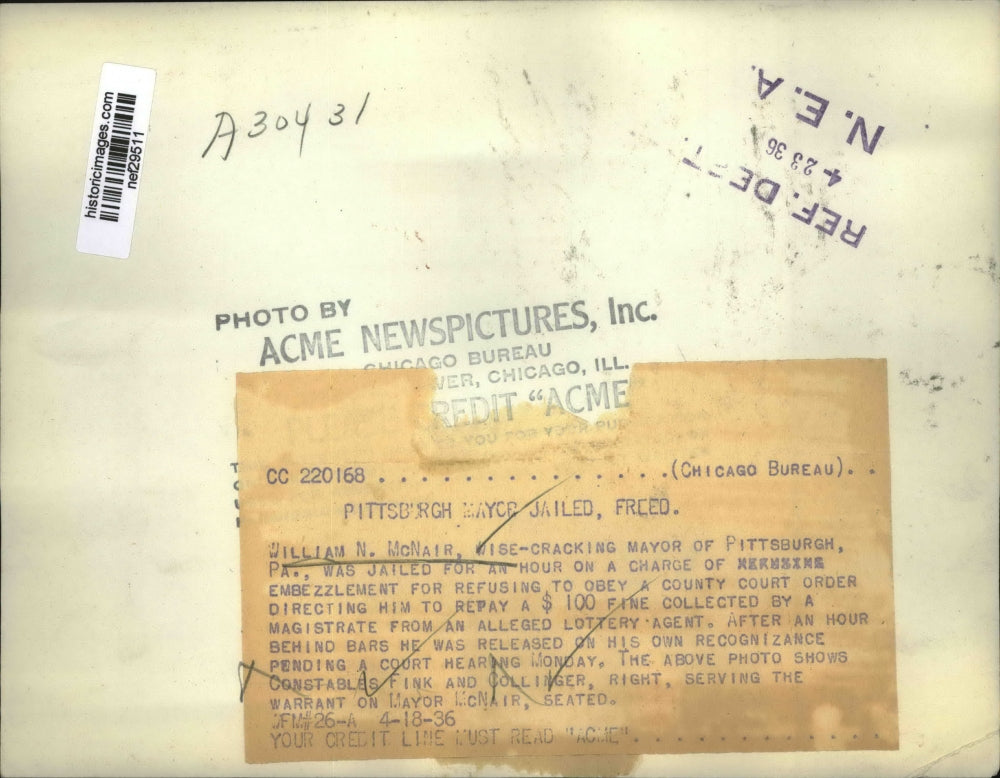 historicimages.com
nef29511
A30431
N. E. A.
4 23 36
REF. DEPT.
PHOTO BY
ACME NEWSPICTURES, Inc.
CHICAGO BUREAU
CHICAGO, ILL.
"ACME
YOU FOR
CC 220168 . . . . . . . . . . . . . . (CHICAGO BUREAU). .
PITTSBURGH MAYOR JAILED, FREED.
WILLIAM N. MCNAIR, WISE-CRACKING MAYOR OF PITTSBURGH,
PA., WAS JAILED FOR AN HOUR ON A CHARGE OF
EMBEZZLEMENT FOR REFUSING TO OBEY A COUNTY COURT ORDER
DIRECTING HIM TO REPAY A $ 100 FINE COLLECTED BY A
MAGISTRATE FROM AN ALLEGED LOTTERY AGENT. AFTER AN HOUR
BEHIND BARS HE WAS RELEASED ON HIS OWN RECOGNIZANCE
PENDING A COURT HEARING MONDAY. THE ABOVE PHOTO SHOWS
CONSTABLES FINK AND COLLINGER, RIGHT, SERVING THE
WARRANT ON MAYOR MCNAIR, SEATED.
#26-A 4-18-36
YOUR CREDIT LINE MUST READ "ACME". . . . . . . . . . . . .